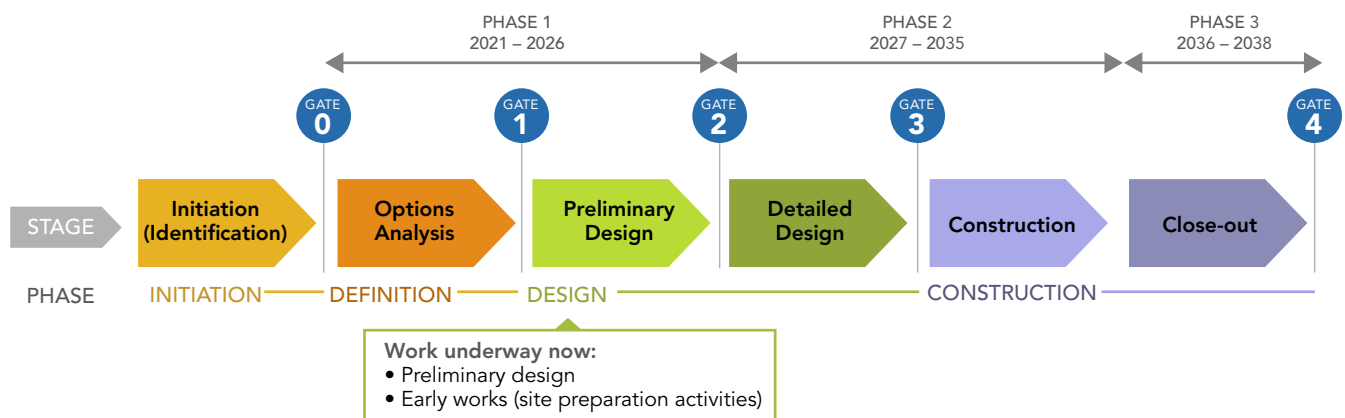 PHASE 1
2021 – 2026
PHASE 2
2027 – 2035
PHASE 3
2036 – 2038
GATE
0
GATE
1
GATE
2
GATE
3
GATE
4
STAGE
Initiation
(Identification)
Options
Analysis
Preliminary
Design
Detailed
Design
Construction
Close-out
PHASE
INITIATION
DEFINITION
DESIGN
CONSTRUCTION
Work underway now:
• Preliminary design
• Early works (site preparation activities)